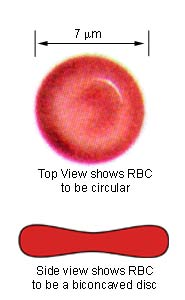 7 μm
Top View shows RBC
to be circular
Side view shows RBC
to be a biconcaved disc